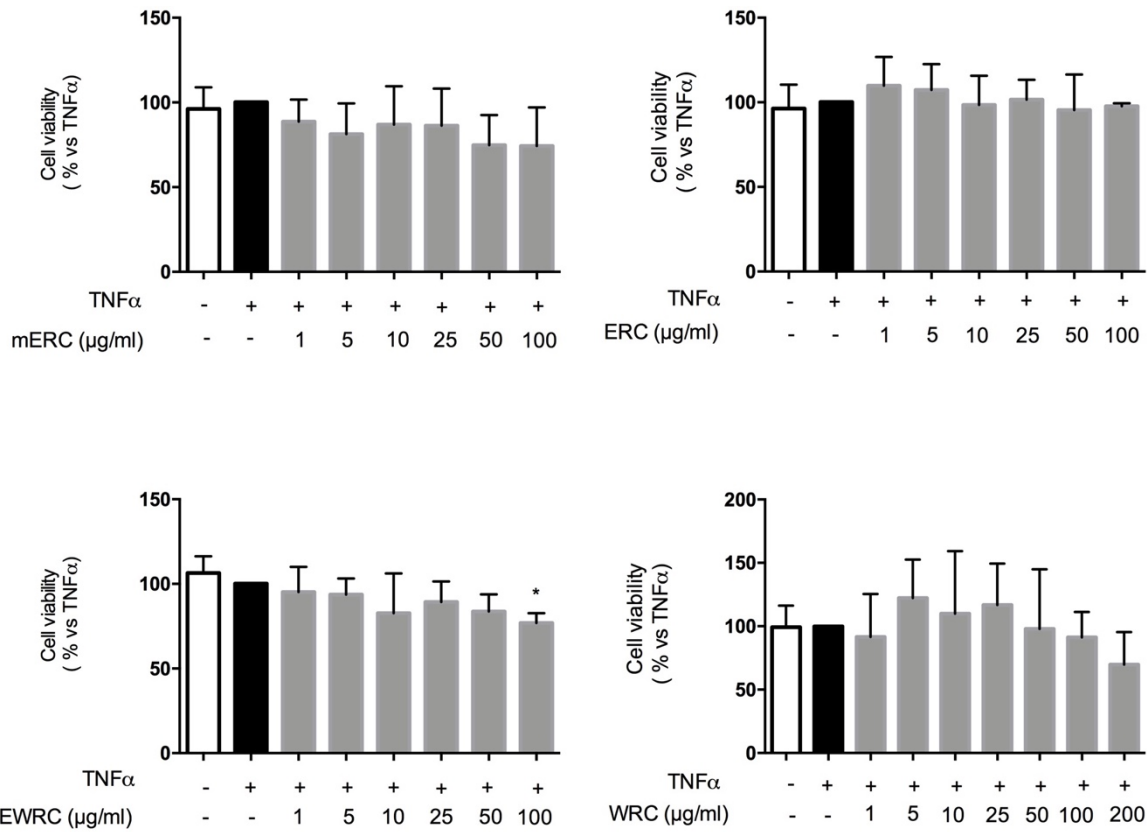 150
100
50
0
Cell viability
( % vs TNFα)
TNFα - + + + + + + +
mERC (µg/ml) - - 1 5 10 25 50 100
150
100
50
0
Cell viability
( % vs TNFα)
TNFα - + + + + + + +
ERC (µg/ml) - - 1 5 10 25 50 100
150
100
50
0
Cell viability
( % vs TNFα)
*
TNFα - + + + + + + +
EWRC (µg/ml) - - 1 5 10 25 50 100
200
150
100
50
0
Cell viability
( % vs TNFα)
TNFα - + + + + + + +
WRC (µg/ml) - - 1 5 10 25 50 100 200